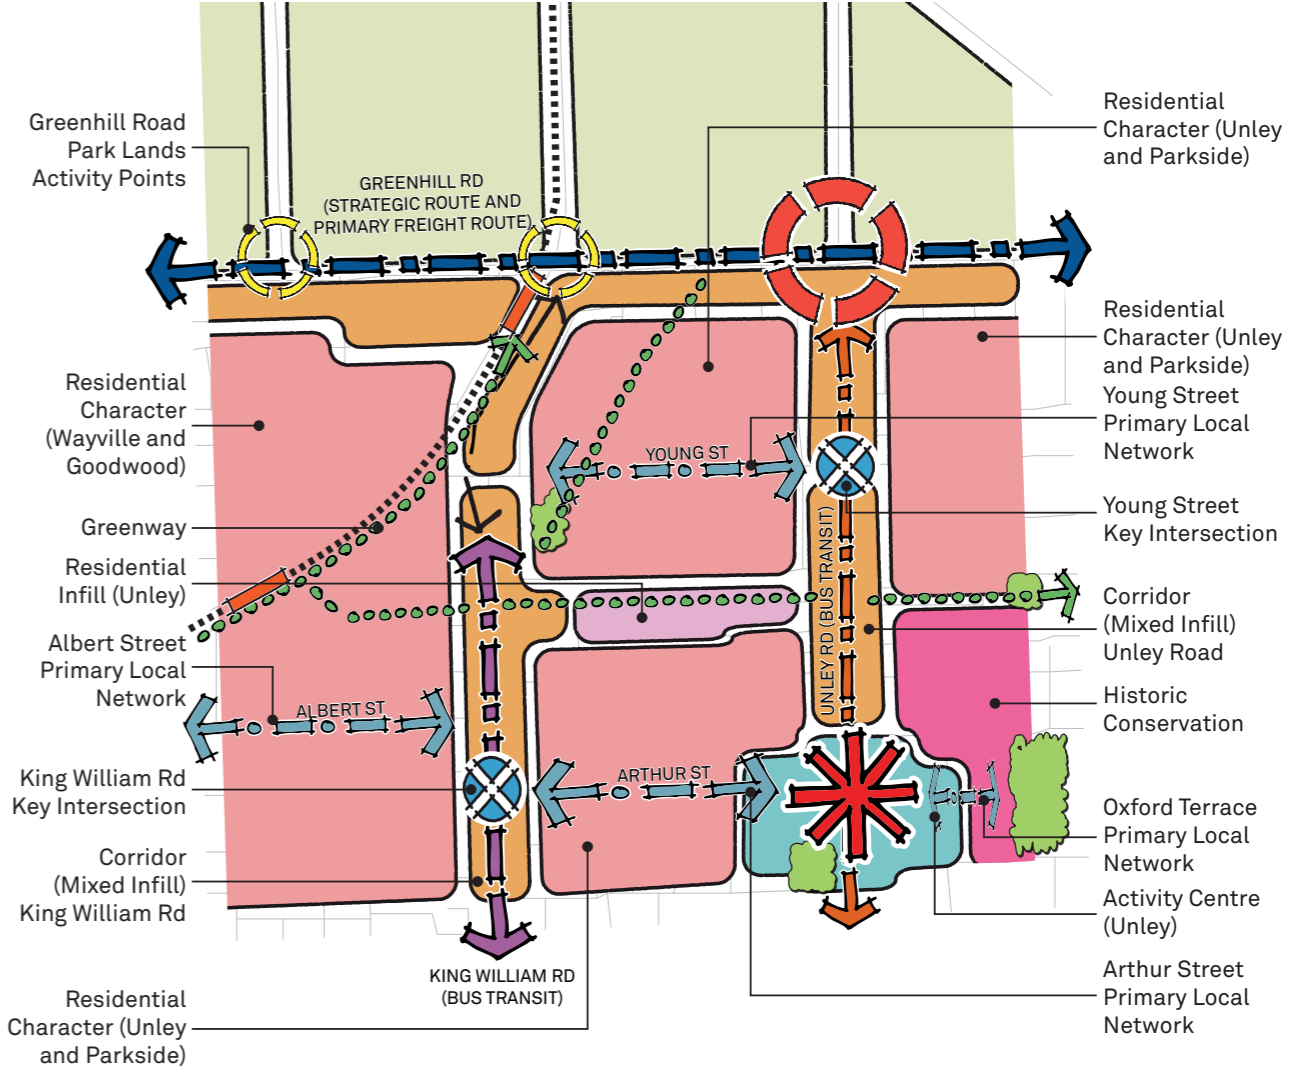 Greenhill Road
Park Lands
Activity Points
GREENHILL RD
(STRATEGIC ROUTE AND
PRIMARY FREIGHT ROUTE)
Residential
Character (Unley
and Parkside)
Residential
Character (Unley
and Parkside)
Residential
Character
(Wayville and
Goodwood)
Young Street
Primary Local
Network
YOUNG ST
Greenway
Young Street
Key Intersection
Residential
Infill (Unley)
UNLEY RD (BUS TRANSIT)
Corridor
(Mixed Infill)
Unley Road
Albert Street
Primary Local
Network
ALBERT ST
Historic
Conservation
King William Rd
Key Intersection
ARTHUR ST
Oxford Terrace
Primary Local
Network
Corridor
(Mixed Infill)
King William Rd
Activity Centre
(Unley)
KING WILLIAM RD
(BUS TRANSIT)
Arthur Street
Primary Local
Network
Residential
Character (Unley
and Parkside)